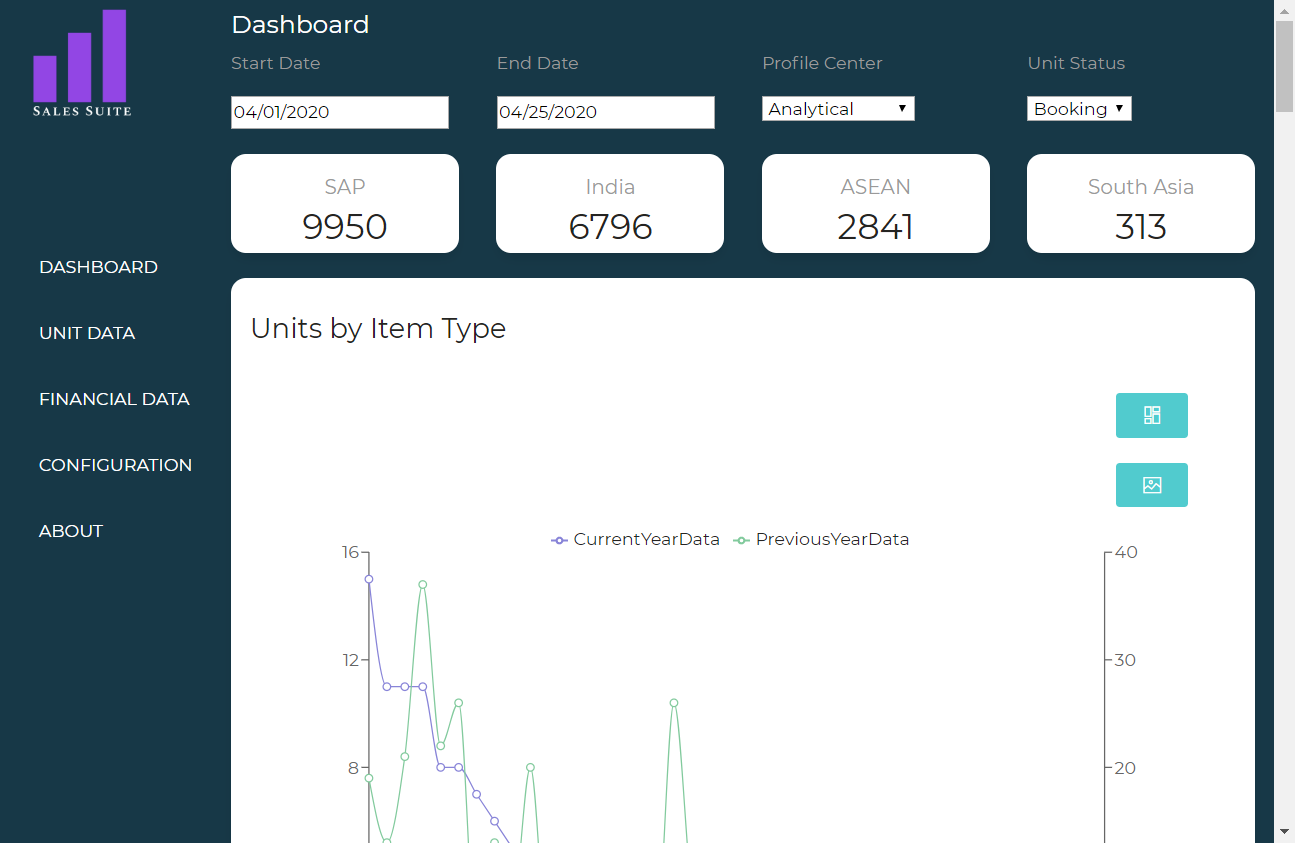 SALES SUITE
DASHBOARD
UNIT DATA
FINANCIAL DATA
CONFIGURATION
ABOUT
Dashboard
Start Date End Date Profile Center Unit Status
04/01/2020 04/25/2020 Analytical Booking
SAP India ASEAN South Asia
9950 6796 2841 313
Units by Item Type
CurrentYearData PreviousYearData
16 40
12 30
8 20